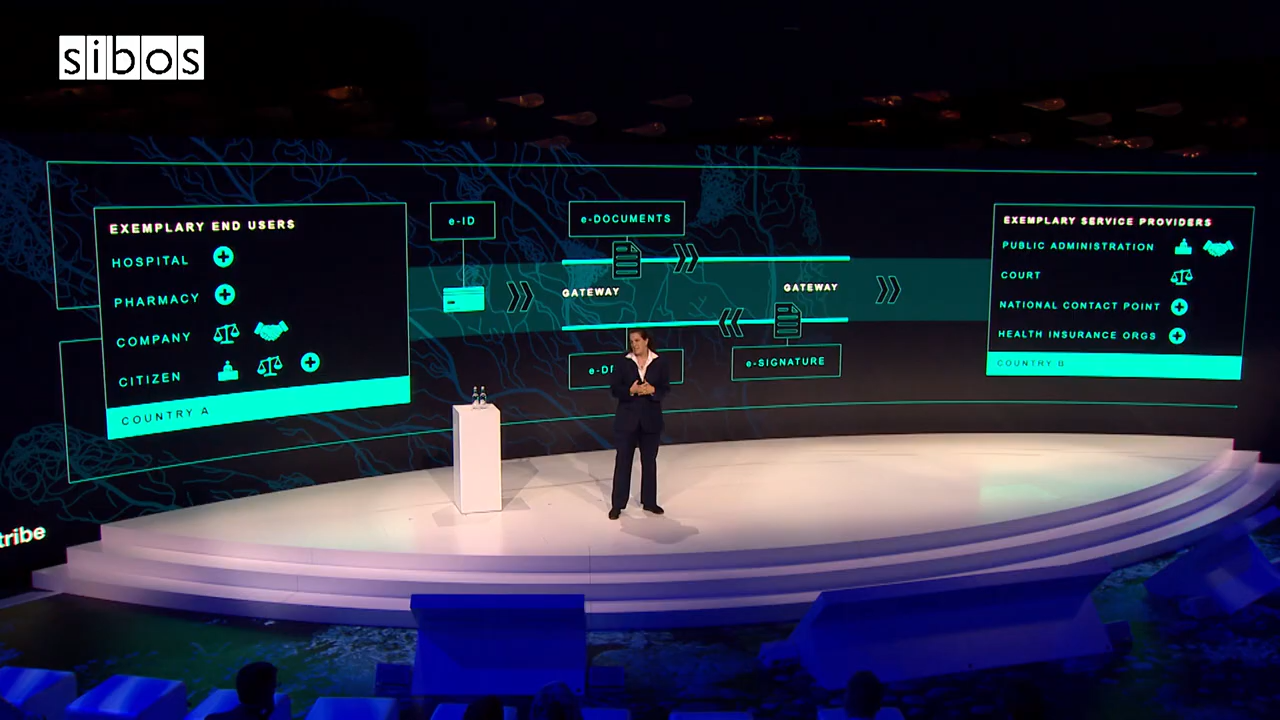 sibos
EXEMPLARY END USERS
HOSPITAL
PHARMACY
COMPANY
CITIZEN
COUNTRY A
e-ID
e-DOCUMENTS
GATEWAY
GATEWAY
e-SIGNATURE
EXEMPLARY SERVICE PROVIDERS
PUBLIC ADMINISTRATION
COURT
NATIONAL CONTACT POINT
HEALTH INSURANCE ORGS
COUNTRY B
tribe